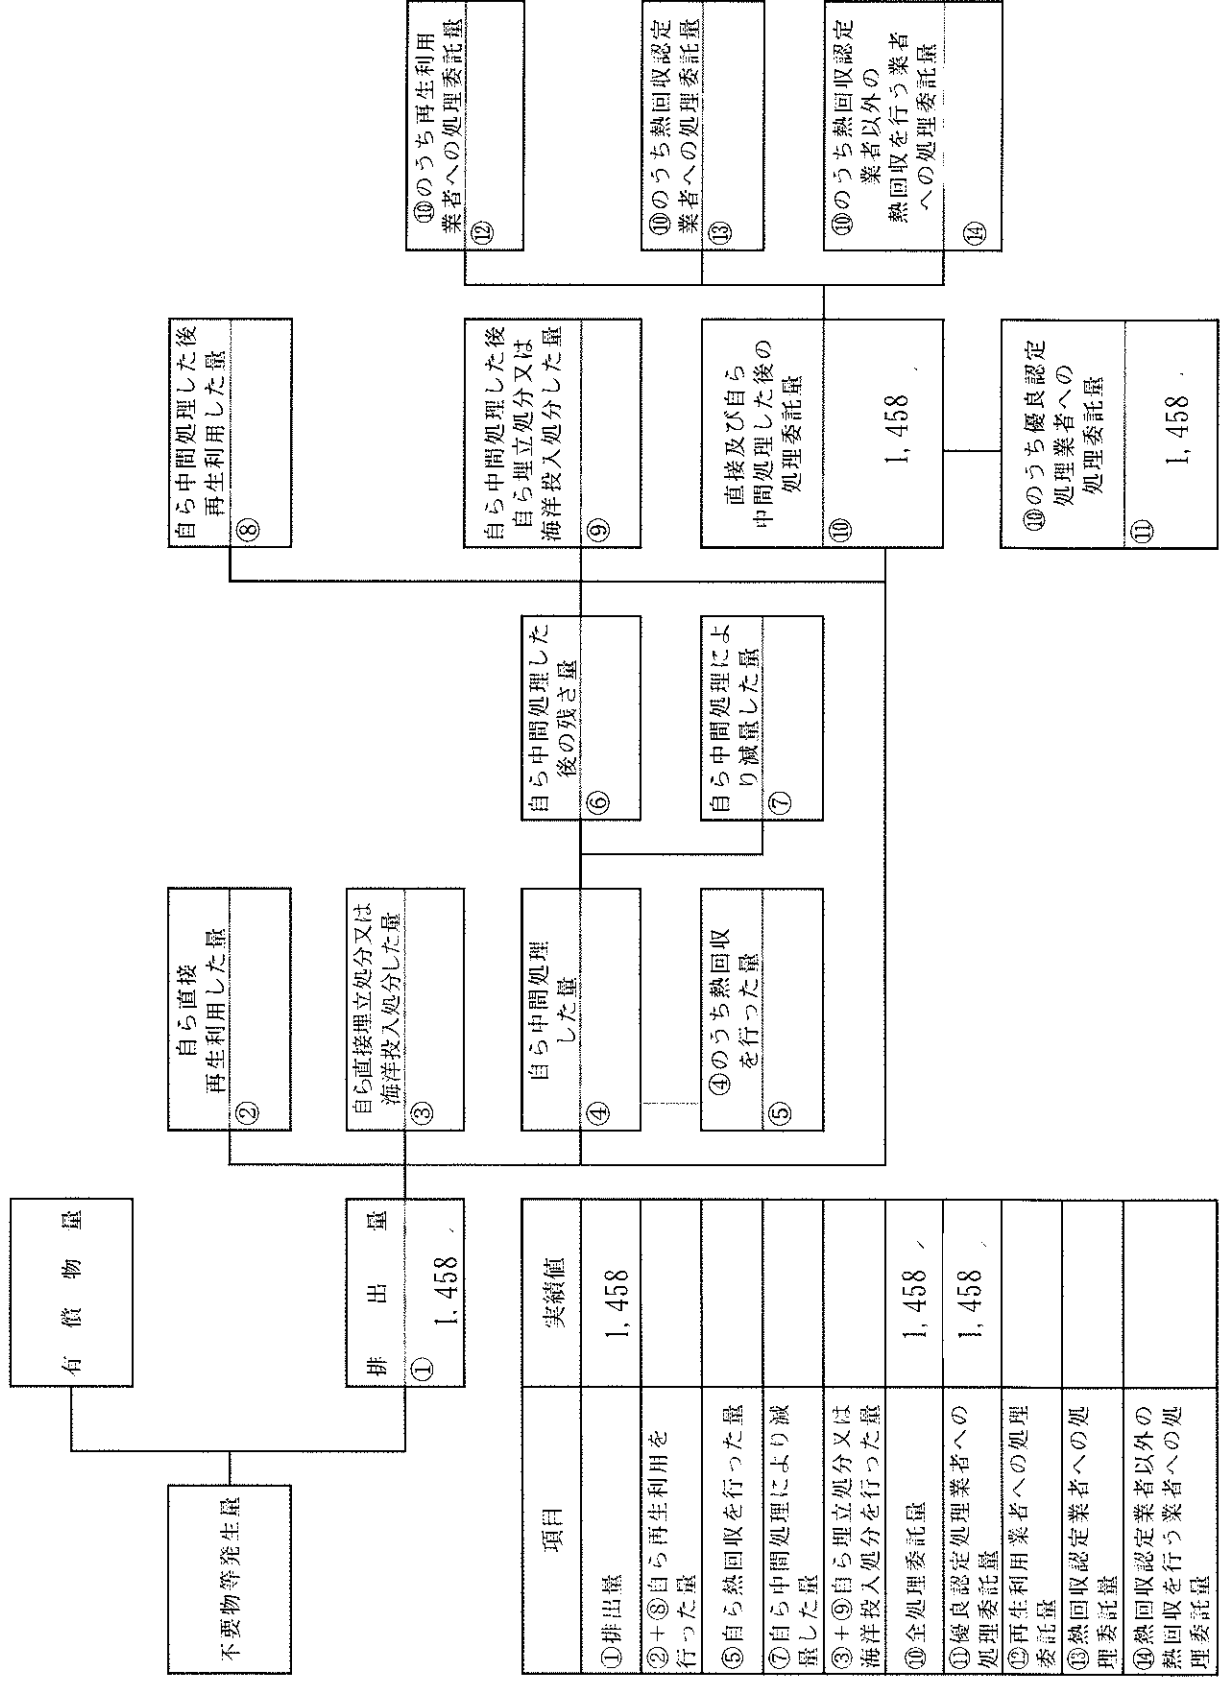 不要物等発生量
有償物量
排出量
①
1,458
自ら直接
再生利用した量
②
自ら直接埋立処分又は
海洋投入処分した量
③
自ら中間処理
した量
④
④のうち熱回収
を行った量
⑤
自ら中間処理した
後の残さ量
⑥
自ら中間処理によ
り減量した量
⑦
自ら中間処理した後
再生利用した量
⑧
自ら中間処理した後
自ら埋立処分又は
海洋投入処分した量
⑨
直接及び自ら
中間処理した後の
処理委託量
⑩
1,458
⑩のうち優良認定
処理業者への
処理委託量
⑪
1,458
⑩のうち再生利用
業者への処理委託量
⑫
⑩のうち熱回収認定
業者への処理委託量
⑬
⑩のうち熱回収認定
業者以外の
熱回収を行う業者
への処理委託量
⑭
項目 実績値
①排出量 1,458
②+⑧自ら再生利用を
行った量
⑤自ら熱回収を行った量
⑦自ら中間処理により減
量した量
③+⑨自ら埋立処分又は
海洋投入処分を行った量
⑩全処理委託量 1,458
⑪優良認定処理業者への
処理委託量 1,458
⑫再生利用業者への処理
委託量
⑬熱回収認定業者への処
理委託量
⑭熱回収認定業者以外の
熱回収を行う業者への処
理委託量